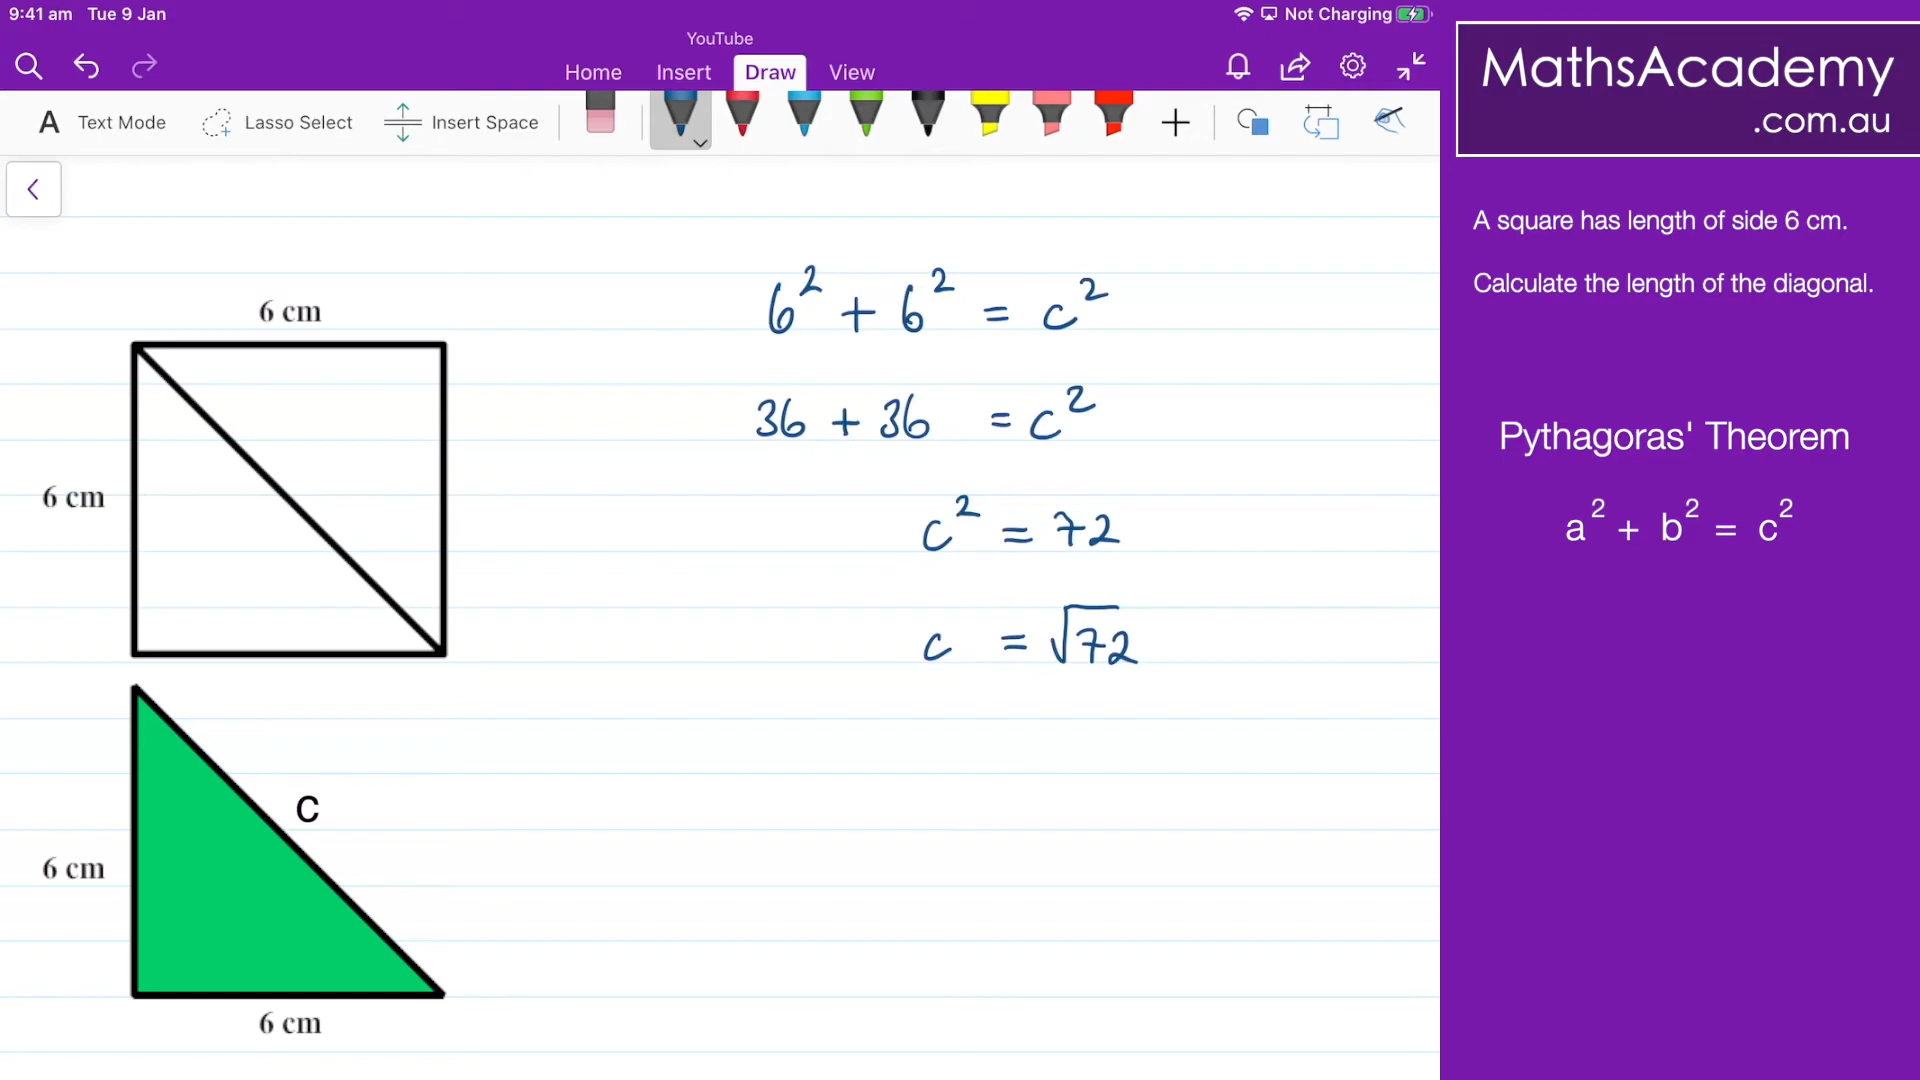 9:41 am Tue 9 Jan
Not Charging
YouTube
Home Insert Draw View
A Text Mode Lasso Select Insert Space
MathsAcademy
.com.au
A square has length of side 6 cm.
Calculate the length of the diagonal.
Pythagoras' Theorem
a² + b² = c²
6 cm
6 cm
6² + 6² = c²
36 + 36 = c²
c² = 72
c = √72
c
6 cm
6 cm